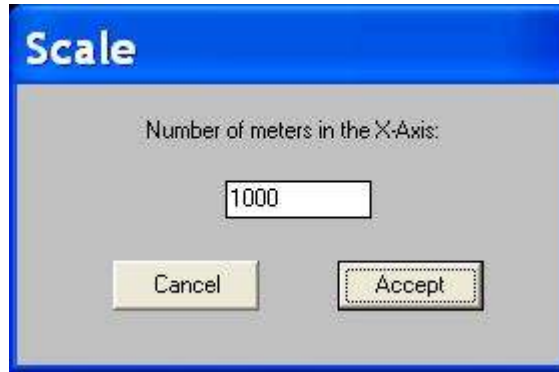 Scale
Number of meters in the X-Axis:
1000
Cancel
Accept